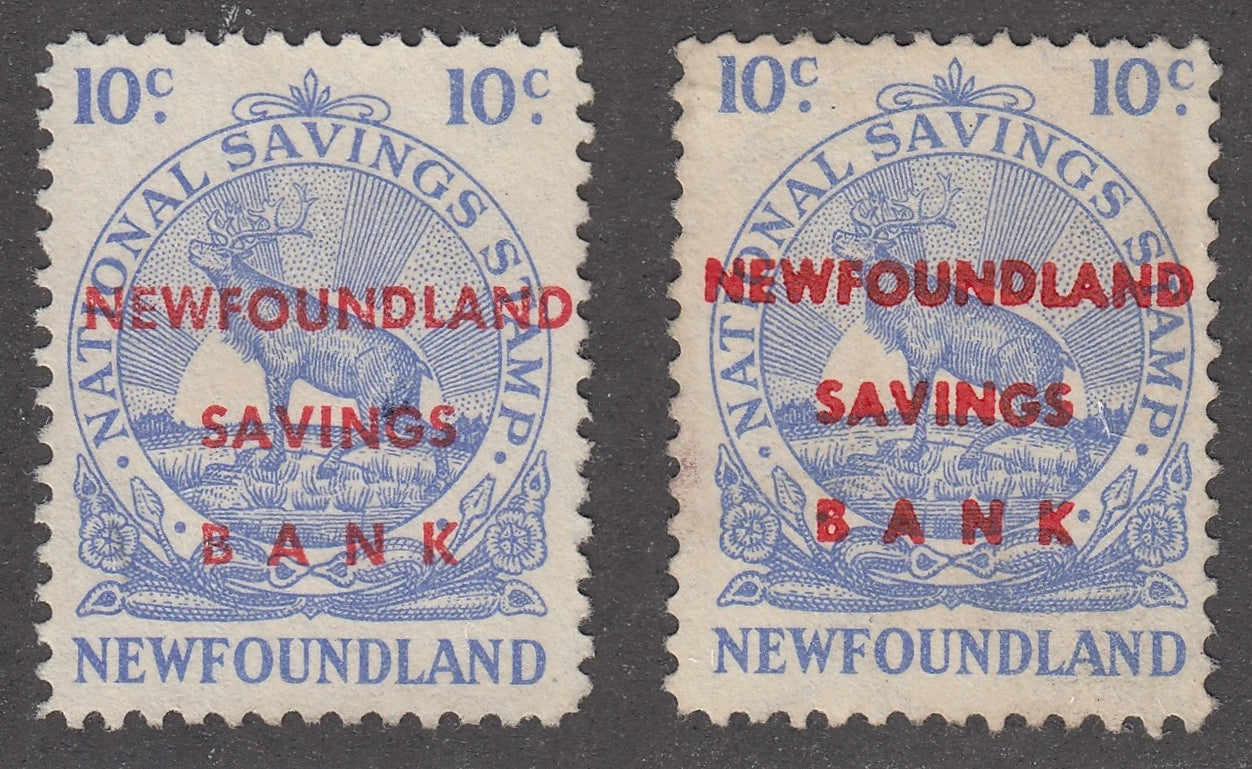 10c. 10c.
· NATIONAL SAVINGS STAMP ·
NEWFOUNDLAND
SAVINGS
BANK
NEWFOUNDLAND
10c. 10c.
· NATIONAL SAVINGS STAMP ·
NEWFOUNDLAND
SAVINGS
BANK
NEWFOUNDLAND